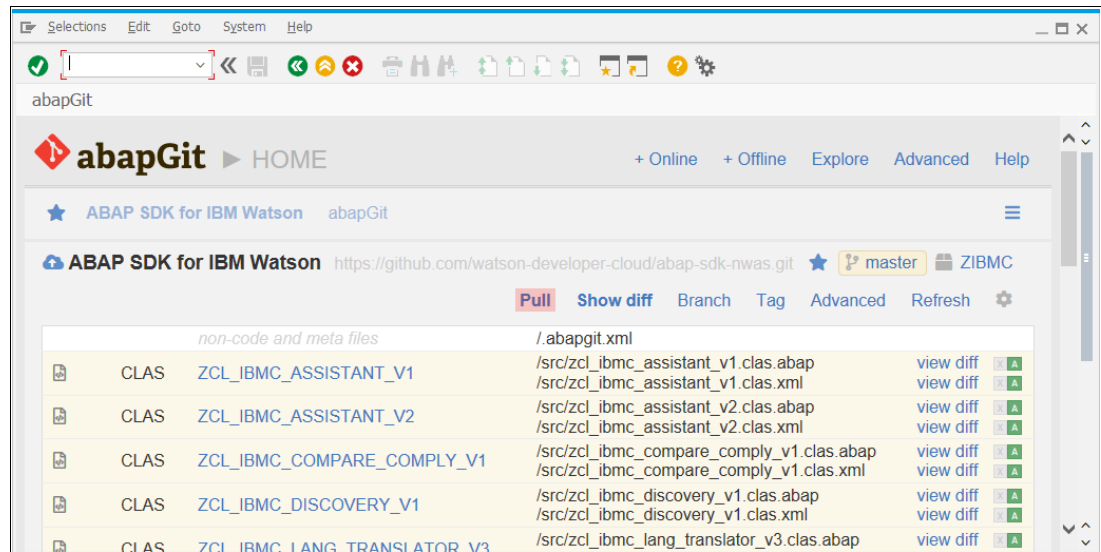 Selections Edit Goto System Help
abapGit
abapGit ▶ HOME + Online + Offline Explore Advanced Help
ABAP SDK for IBM Watson abapGit
ABAP SDK for IBM Watson https://github.com/watson-developer-cloud/abap-sdk-nwas.git master ZIBMC
Pull Show diff Branch Tag Advanced Refresh
non-code and meta files /.abapgit.xml
CLAS ZCL_IBMC_ASSISTANT_V1 /src/zcl_ibmc_assistant_v1.clas.abap view diff X A
/src/zcl_ibmc_assistant_v1.clas.xml view diff X A
CLAS ZCL_IBMC_ASSISTANT_V2 /src/zcl_ibmc_assistant_v2.clas.abap view diff X A
/src/zcl_ibmc_assistant_v2.clas.xml view diff X A
CLAS ZCL_IBMC_COMPARE_COMPLY_V1 /src/zcl_ibmc_compare_comply_v1.clas.abap view diff X A
/src/zcl_ibmc_compare_comply_v1.clas.xml view diff X A
CLAS ZCL_IBMC_DISCOVERY_V1 /src/zcl_ibmc_discovery_v1.clas.abap view diff X A
/src/zcl_ibmc_discovery_v1.clas.xml view diff X A
CLAS ZCL_IBMC_LANG_TRANSLATOR_V3 /src/zcl_ibmc_lang_translator_v3.clas.abap view diff X A